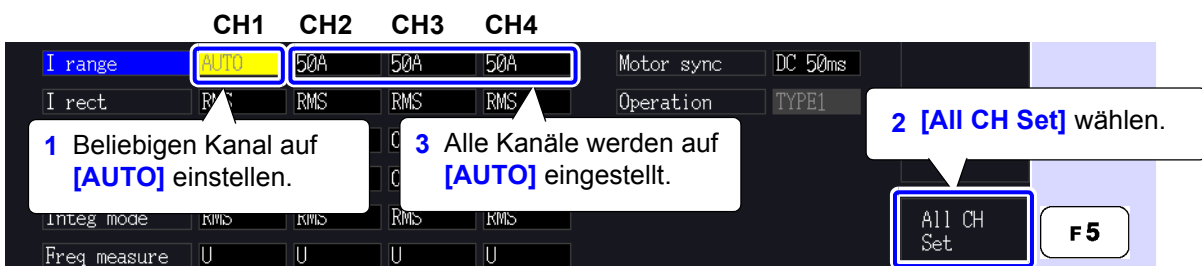 CH1 CH2 CH3 CH4
I range AUTO 50A 50A 50A Motor sync DC 50ms
I rect RMS RMS RMS RMS Operation TYPE1
1 Beliebigen Kanal auf
[AUTO] einstellen.
3 Alle Kanäle werden auf
[AUTO] eingestellt.
2 [All CH Set] wählen.
Integ mode RMS RMS RMS RMS
Freq measure U U U U
All CH
Set
F5